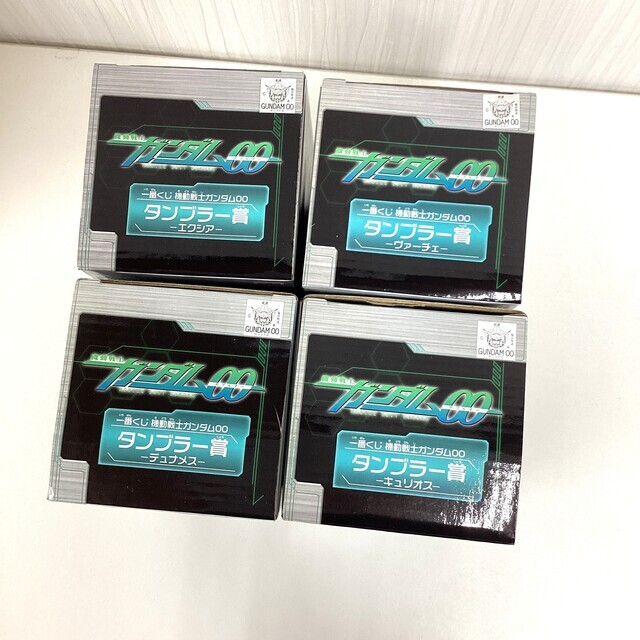 機動戦士
ガンダム00
一番くじ 機動戦士ガンダム00
タンブラー賞
−エクシア−
GUNDAM 00
機動戦士
ガンダム00
一番くじ 機動戦士ガンダム00
タンブラー賞
−ヴァーチェ−
GUNDAM 00
機動戦士
ガンダム00
一番くじ 機動戦士ガンダム00
タンブラー賞
−デュナメス−
GUNDAM 00
機動戦士
ガンダム00
一番くじ 機動戦士ガンダム00
タンブラー賞
−キュリオス−
GUNDAM 00